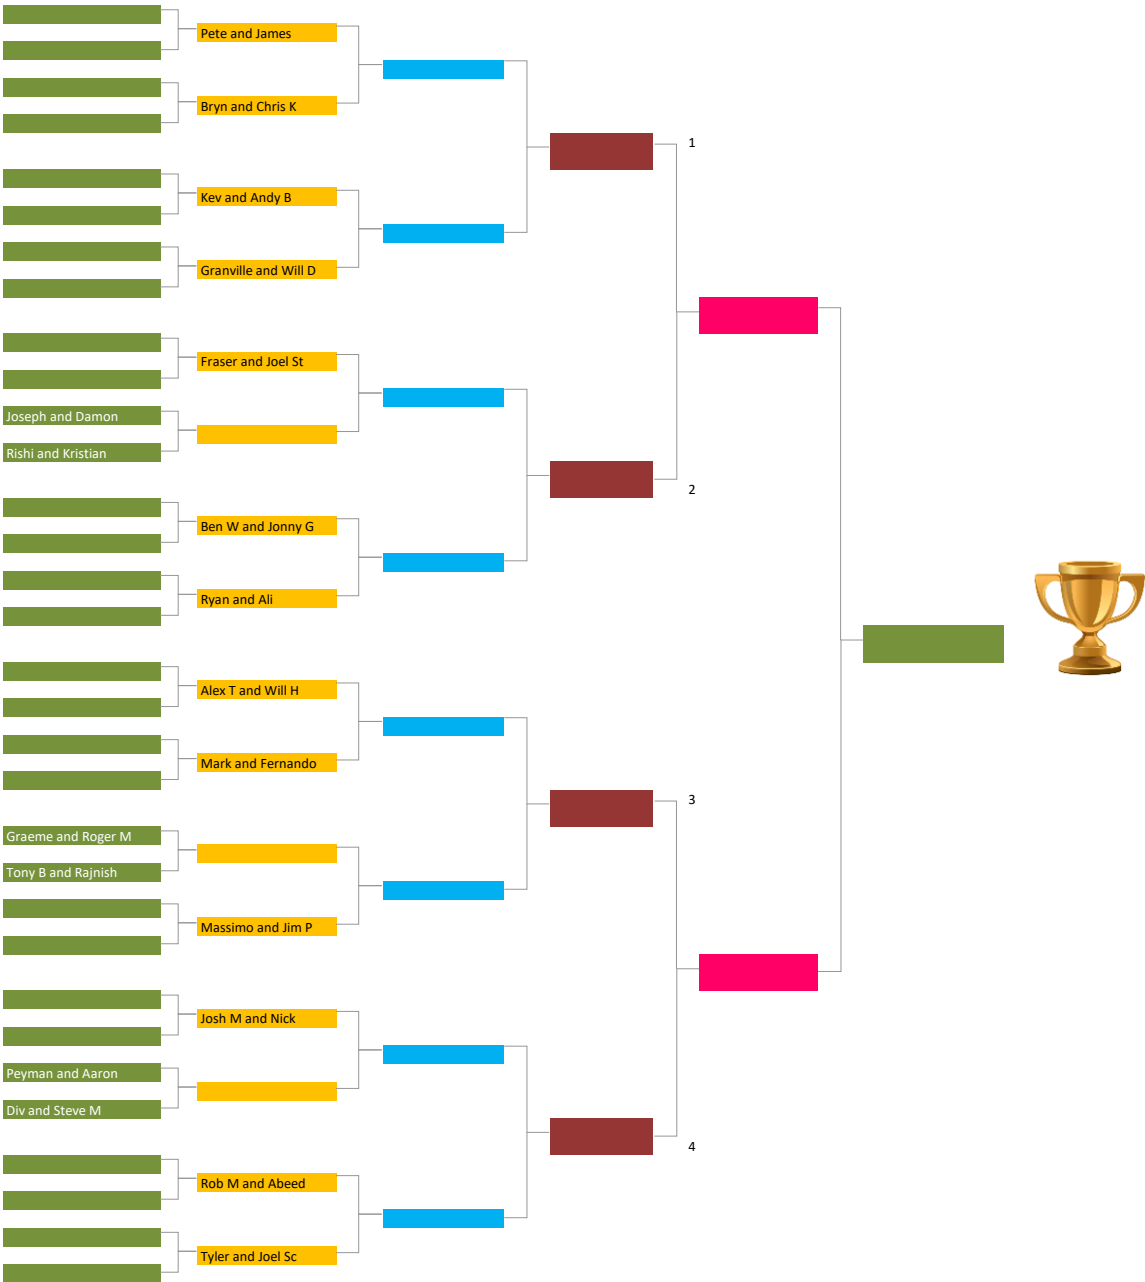 Pete and James
Bryn and Chris K
1
Kev and Andy B
Granville and Will D
Fraser and Joel St
Joseph and Damon
Rishi and Kristian
2
Ben W and Jonny G
Ryan and Ali
Alex T and Will H
Mark and Fernando
3
Graeme and Roger M
Tony B and Rajnish
Massimo and Jim P
Josh M and Nick
Peyman and Aaron
Div and Steve M
4
Rob M and Abeed
Tyler and Joel Sc